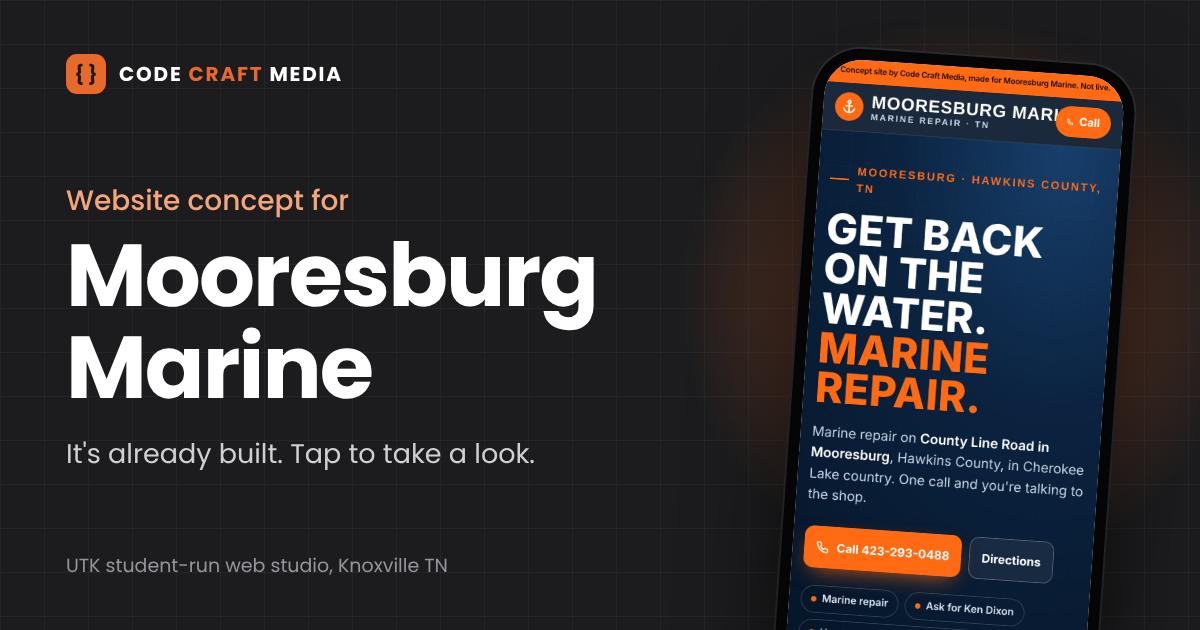 { } CODE CRAFT MEDIA
Website concept for
Mooresburg
Marine
It's already built. Tap to take a look.
UTK student-run web studio, Knoxville TN
Concept site by Code Craft Media, made for Mooresburg Marine. Not live.
MOORESBURG MARI
MARINE REPAIR · TN
Call
MOORESBURG · HAWKINS COUNTY,
TN
GET BACK
ON THE
WATER.
MARINE
REPAIR.
Marine repair on County Line Road in
Mooresburg, Hawkins County, in Cherokee
Lake country. One call and you're talking to
the shop.
Call 423-293-0488
Directions
Marine repair
Ask for Ken Dixon